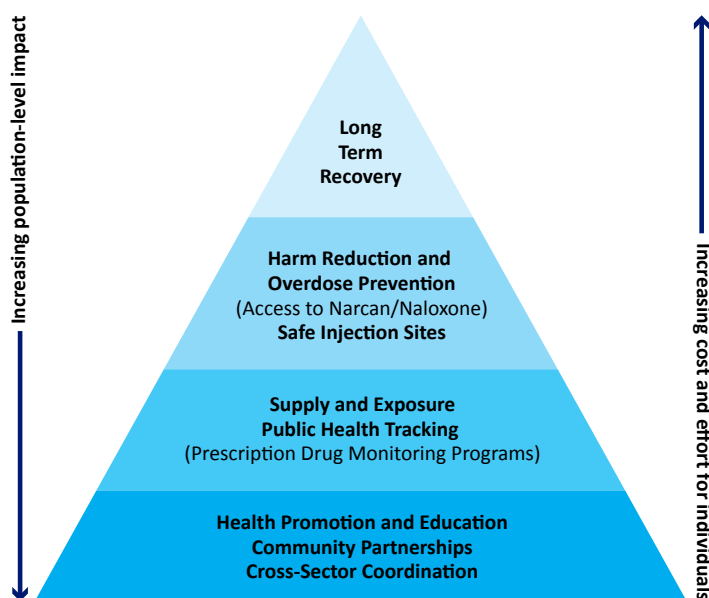 Increasing population-level impact
Long
Term
Recovery
Harm Reduction and
Overdose Prevention
(Access to Narcan/Naloxone)
Safe Injection Sites
Supply and Exposure
Public Health Tracking
(Prescription Drug Monitoring Programs)
Health Promotion and Education
Community Partnerships
Cross-Sector Coordination
Increasing cost and effort for individuals